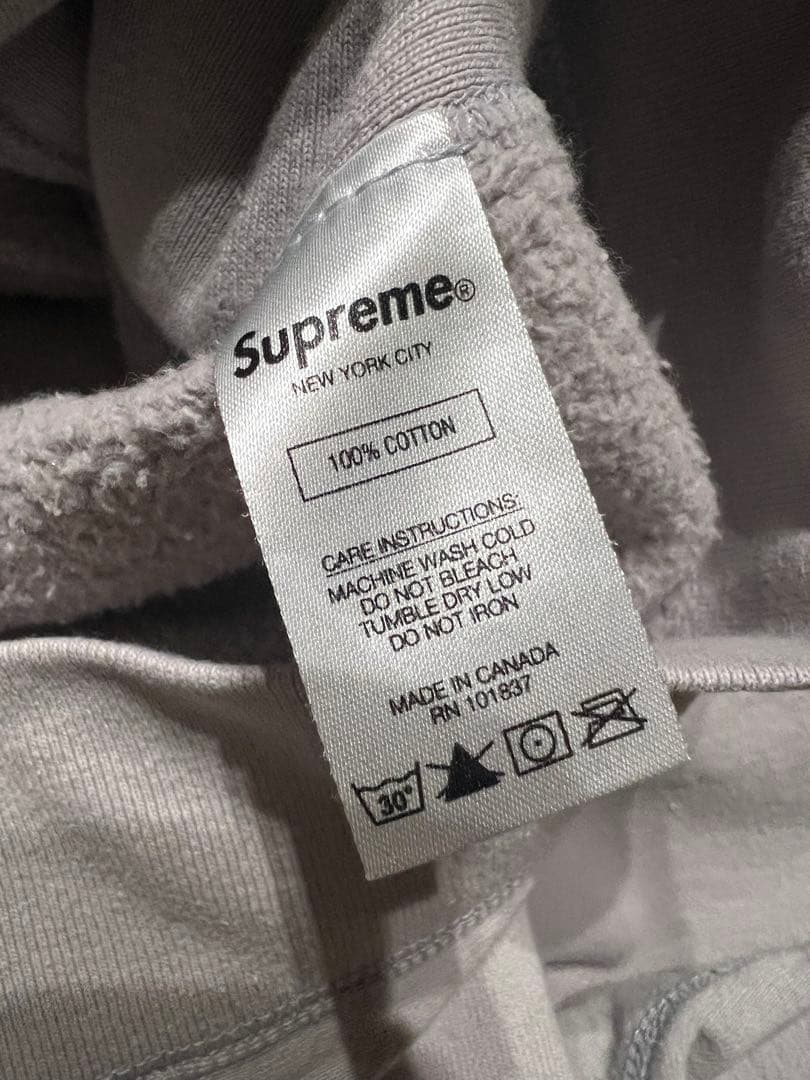 Supreme®
NEW YORK CITY
100% COTTON
CARE INSTRUCTIONS:
MACHINE WASH COLD
DO NOT BLEACH
TUMBLE DRY LOW
DO NOT IRON
MADE IN CANADA
RN 101837
30°